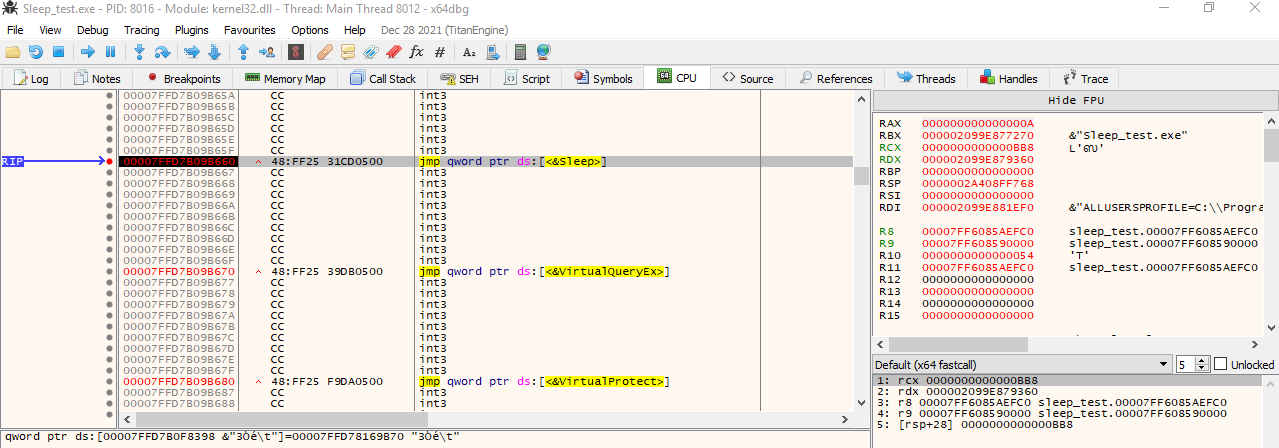 Sleep_test.exe - PID: 8016 - Module: kernel32.dll - Thread: Main Thread 8012 - x64dbg
File View Debug Tracing Plugins Favourites Options Help Dec 28 2021 (TitanEngine)
Log Notes Breakpoints Memory Map Call Stack SEH Script Symbols CPU Source References Threads Handles Trace
00007FFD7B09B65A CC int3
00007FFD7B09B65B CC int3
00007FFD7B09B65C CC int3
00007FFD7B09B65D CC int3
00007FFD7B09B65E CC int3
00007FFD7B09B65F CC int3
RIP 00007FFD7B09B660 48:FF25 31CD0500 jmp qword ptr ds:[<&Sleep>]
00007FFD7B09B667 CC int3
00007FFD7B09B668 CC int3
00007FFD7B09B669 CC int3
00007FFD7B09B66A CC int3
00007FFD7B09B66B CC int3
00007FFD7B09B66C CC int3
00007FFD7B09B66D CC int3
00007FFD7B09B66E CC int3
00007FFD7B09B66F CC int3
00007FFD7B09B670 48:FF25 39DB0500 jmp qword ptr ds:[<&VirtualQueryEx>]
00007FFD7B09B677 CC int3
00007FFD7B09B678 CC int3
00007FFD7B09B679 CC int3
00007FFD7B09B67A CC int3
00007FFD7B09B67B CC int3
00007FFD7B09B67C CC int3
00007FFD7B09B67D CC int3
00007FFD7B09B67E CC int3
00007FFD7B09B67F CC int3
00007FFD7B09B680 48:FF25 F9DA0500 jmp qword ptr ds:[<&VirtualProtect>]
00007FFD7B09B687 CC int3
00007FFD7B09B688 CC int3
Hide FPU
RAX 000000000000000A
RBX 000002099E877270 &"Sleep_test.exe"
RCX 0000000000000BB8
RDX 000002099E879360
RBP 0000000000000000
RSP 0000002A408FF768
RSI 0000000000000000
RDI 000002099E881EF0 &"ALLUSERSPROFILE=C:\\Progra
R8 00007FF6085AEFC0 sleep_test.00007FF6085AEFC0
R9 00007FF608590000 sleep_test.00007FF608590000
R10 0000000000000054 'T'
R11 00007FF6085AEFC0 sleep_test.00007FF6085AEFC0
R12 0000000000000000
R13 0000000000000000
R14 0000000000000000
R15 0000000000000000
Default (x64 fastcall) 5 Unlocked
1: rcx 0000000000000BB8
2: rdx 000002099E879360
3: r8 00007FF6085AEFC0 sleep_test.00007FF6085AEFC0
4: r9 00007FF608590000 sleep_test.00007FF608590000
5: [rsp+28] 0000000000000BB8
qword ptr ds:[00007FFD7B0F8398 &"3Òé\t"]=00007FFD78169B70 "3Òé\t"